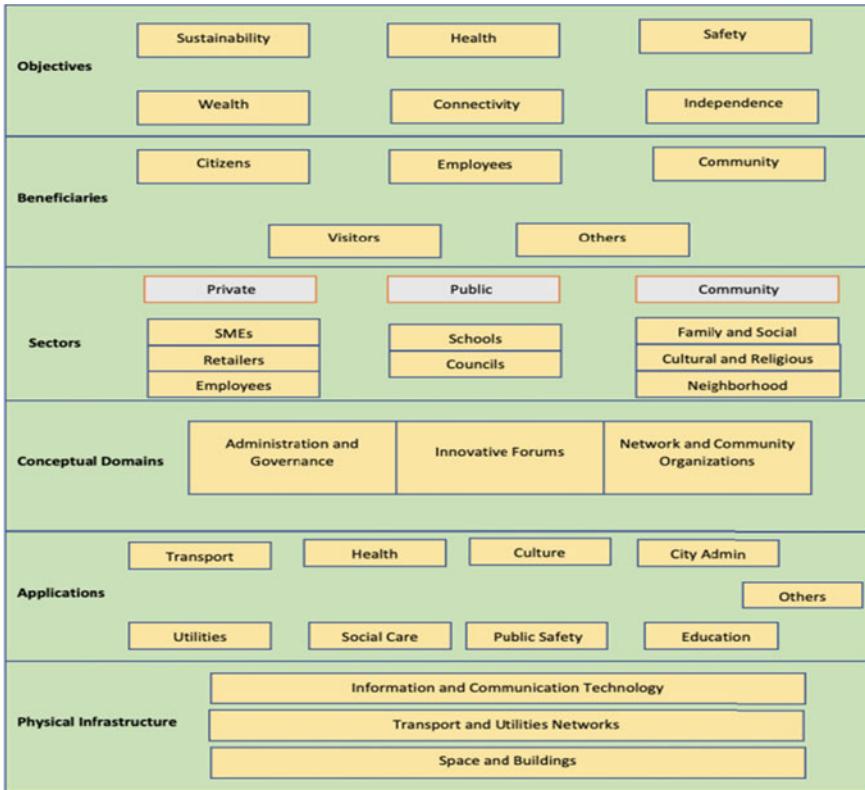 Sustainability
Health
Safety
Objectives
Wealth
Connectivity
Independence
Citizens
Employees
Community
Beneficiaries
Visitors
Others
Private
Public
Community
Sectors
SMEs
Retailers
Employees
Schools
Councils
Family and Social
Cultural and Religious
Neighborhood
Conceptual Domains
Administration and
Governance
Innovative Forums
Network and Community
Organizations
Transport
Health
Culture
City Admin
Applications
Others
Utilities
Social Care
Public Safety
Education
Physical Infrastructure
Information and Communication Technology
Transport and Utilities Networks
Space and Buildings